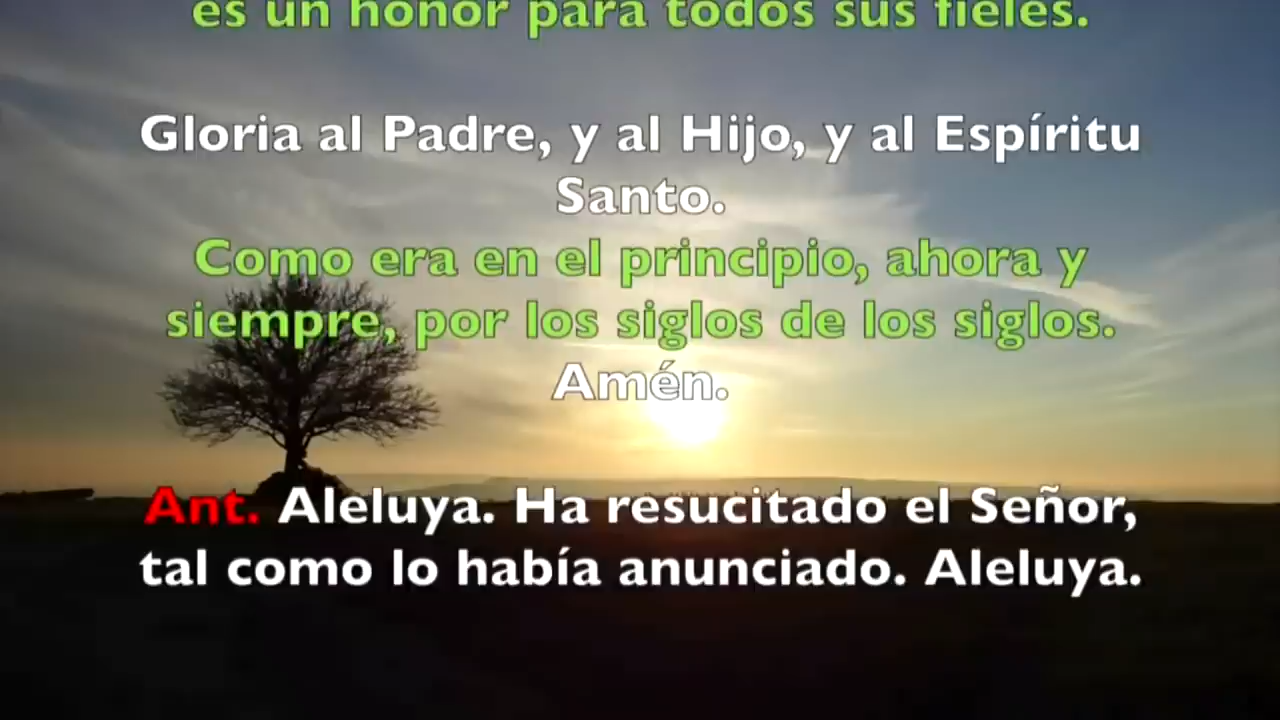 es un honor para todos sus fieles.
Gloria al Padre, y al Hijo, y al Espíritu
Santo.
Como era en el principio, ahora y
siempre, por los siglos de los siglos.
Amén.
Ant. Aleluya. Ha resucitado el Señor,
tal como lo había anunciado. Aleluya.